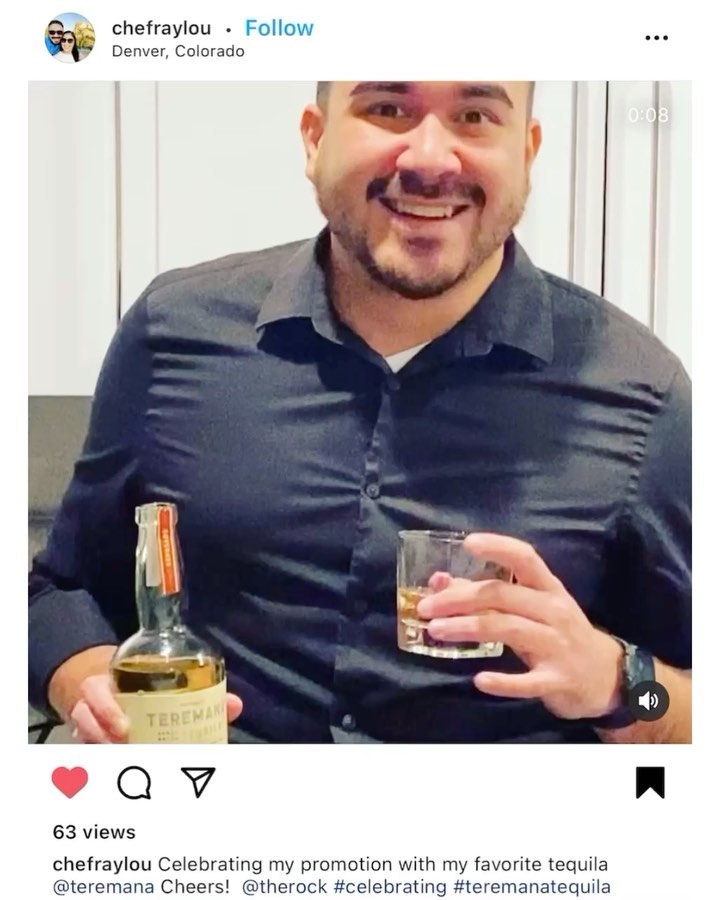 chefraylou • Follow
Denver, Colorado
0:08
TEREMANA
63 views
chefraylou Celebrating my promotion with my favorite tequila
@teremana Cheers! @therock #celebrating #teremanatequila